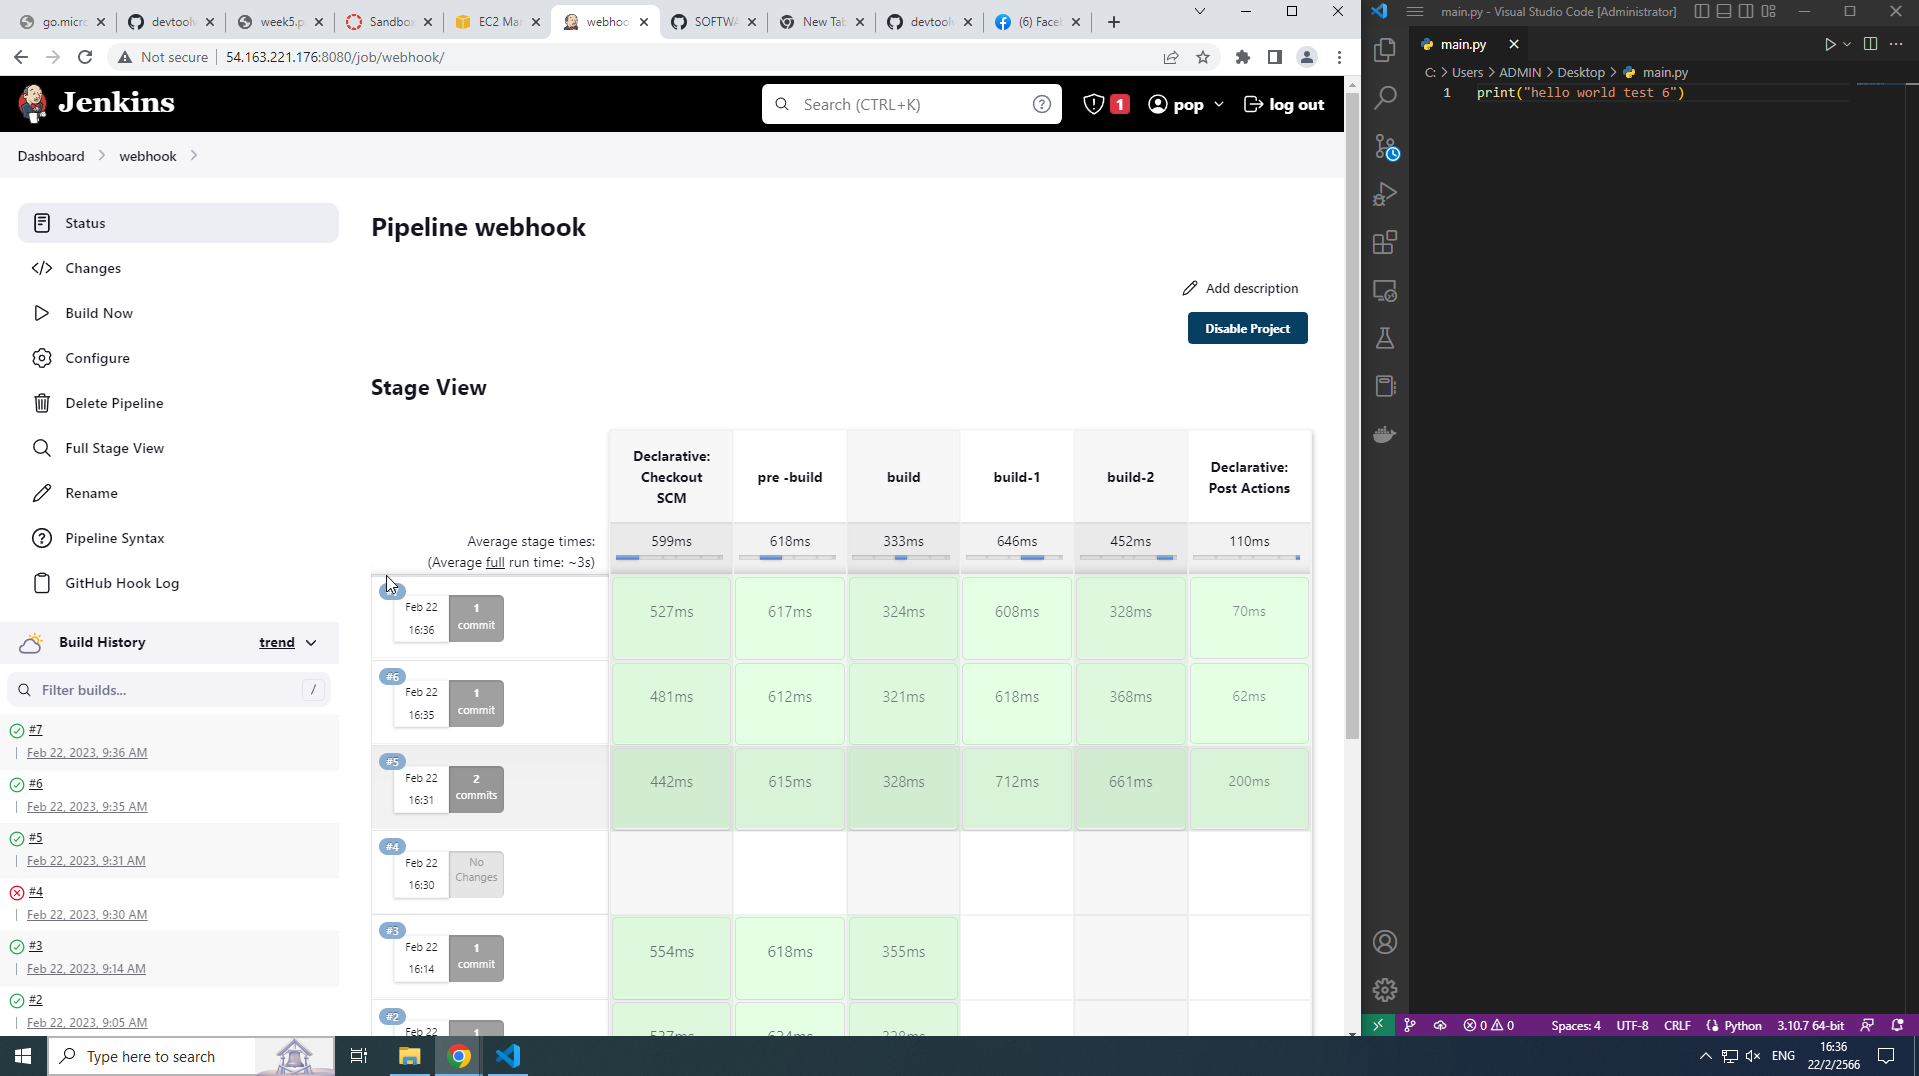 go.micro
devtoolv
week5.p
Sandbox
EC2 Man
webhoo
SOFTWA
New Tab
devtoolv
(6) Facel
Not secure
54.163.221.176:8080/job/webhook/
Jenkins
Search (CTRL+K)
1
pop
log out
Dashboard
webhook
Status
Changes
Build Now
Configure
Delete Pipeline
Full Stage View
Rename
Pipeline Syntax
GitHub Hook Log
Build History
trend
Filter builds...
/
#7
Feb 22, 2023, 9:36 AM
#6
Feb 22, 2023, 9:35 AM
#5
Feb 22, 2023, 9:31 AM
#4
Feb 22, 2023, 9:30 AM
#3
Feb 22, 2023, 9:14 AM
#2
Feb 22, 2023, 9:05 AM
Pipeline webhook
Add description
Disable Project
Stage View
Declarative: Checkout SCM
pre -build
build
build-1
build-2
Declarative: Post Actions
Average stage times:
(Average full run time: ~3s)
599ms
618ms
333ms
646ms
452ms
110ms
Feb 22
16:36
1 commit
527ms
617ms
324ms
608ms
328ms
70ms
#6
Feb 22
16:35
1 commit
481ms
612ms
321ms
618ms
368ms
62ms
#5
Feb 22
16:31
2 commits
442ms
615ms
328ms
712ms
661ms
200ms
#4
Feb 22
16:30
No Changes
#3
Feb 22
16:14
1 commit
554ms
618ms
355ms
#2
Feb 22
1
main.py - Visual Studio Code [Administrator]
main.py
C: > Users > ADMIN > Desktop > main.py
1 print("hello world test 6")
0 0
Spaces: 4
UTF-8
CRLF
Python
3.10.7 64-bit
Type here to search
ENG
16:36
22/2/2566